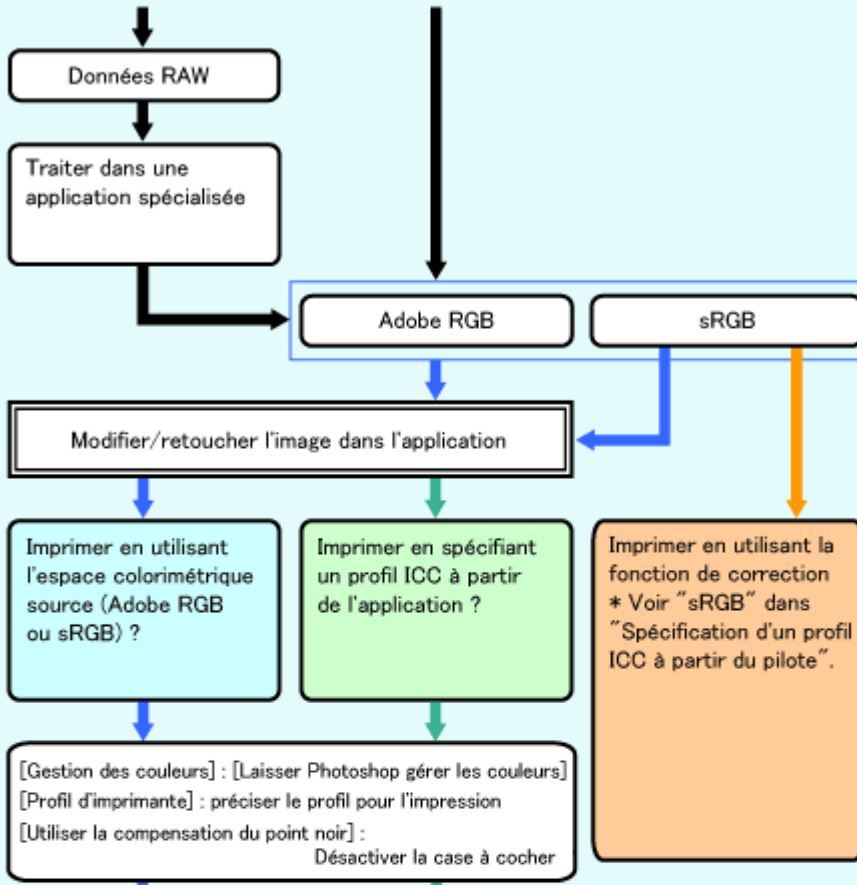 Données RAW
Traiter dans une
application spécialisée
Adobe RGB
sRGB
Modifier/retoucher l'image dans l'application
Imprimer en utilisant
l'espace colorimétrique
source (Adobe RGB
ou sRGB) ?
Imprimer en spécifiant
un profil ICC à partir
de l'application ?
Imprimer en utilisant la
fonction de correction
* Voir "sRGB" dans
"Spécification d'un profil
ICC à partir du pilote".
[Gestion des couleurs] : [Laisser Photoshop gérer les couleurs]
[Profil d'imprimante] : préciser le profil pour l'impression
[Utiliser la compensation du point noir] :
Désactiver la case à cocher